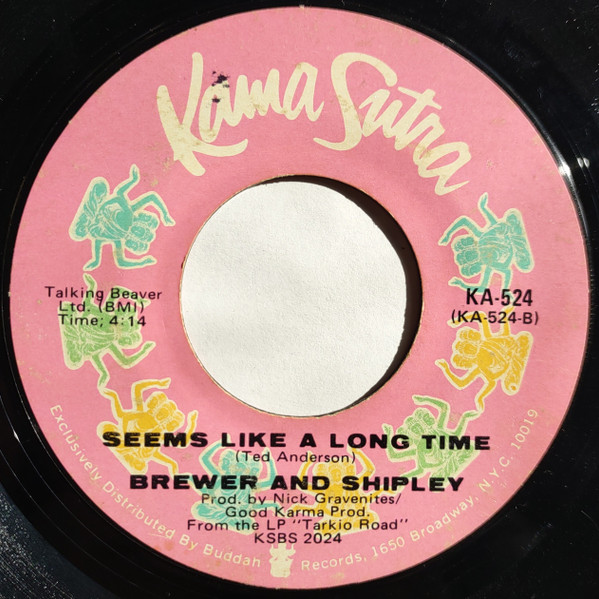 Kama Sutra
Talking Beaver
Ltd. (BMI)
Time; 4:14
KA-524
(KA-524-B)
SEEMS LIKE A LONG TIME
(Ted Anderson)
BREWER AND SHIPLEY
Prod. by Nick Gravenites/
Good Karma Prod.
From the LP "Tarkio Road"
KSBS 2024
Exclusively Distributed By Buddah Records, 1650 Broadway, N.Y.C. 10019